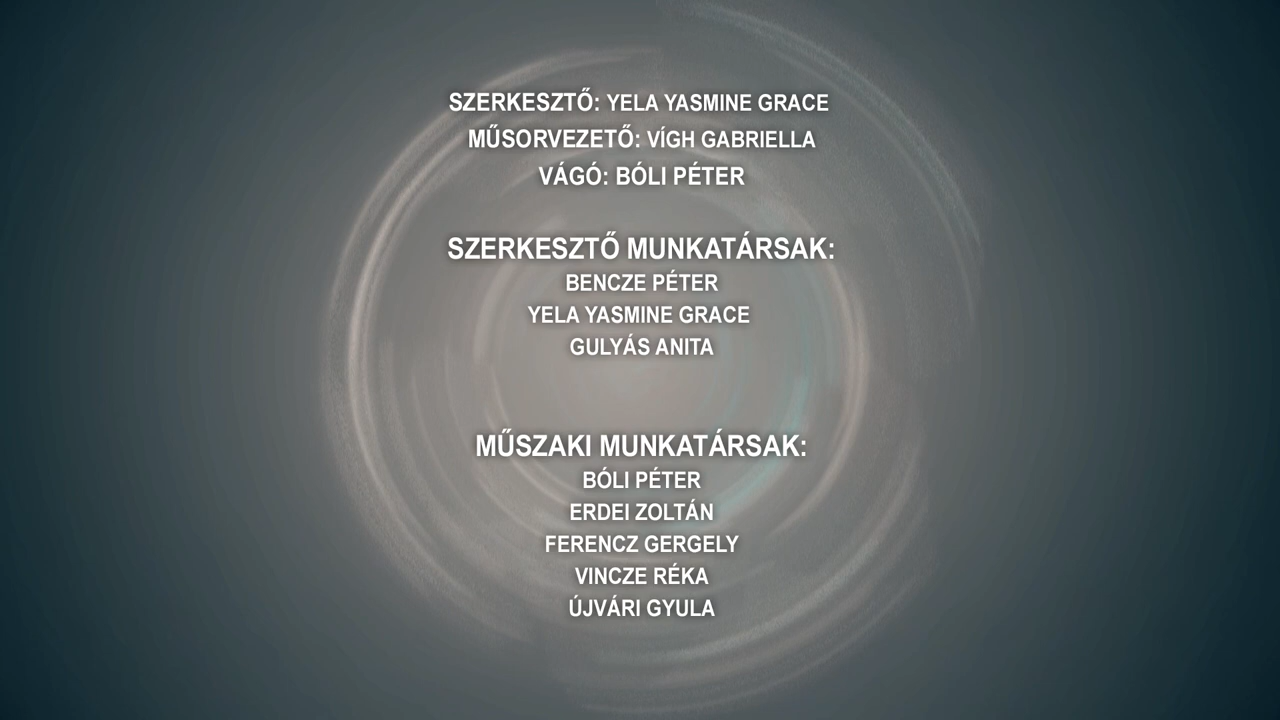 SZERKESZTŐ: YELA YASMINE GRACE
MŰSORVEZETŐ: VÍGH GABRIELLA
VÁGÓ: BÓLI PÉTER
SZERKESZTŐ MUNKATÁRSAK:
BENCZE PÉTER
YELA YASMINE GRACE
GULYÁS ANITA
MŰSZAKI MUNKATÁRSAK:
BÓLI PÉTER
ERDEI ZOLTÁN
FERENCZ GERGELY
VINCZE RÉKA
ÚJVÁRI GYULA